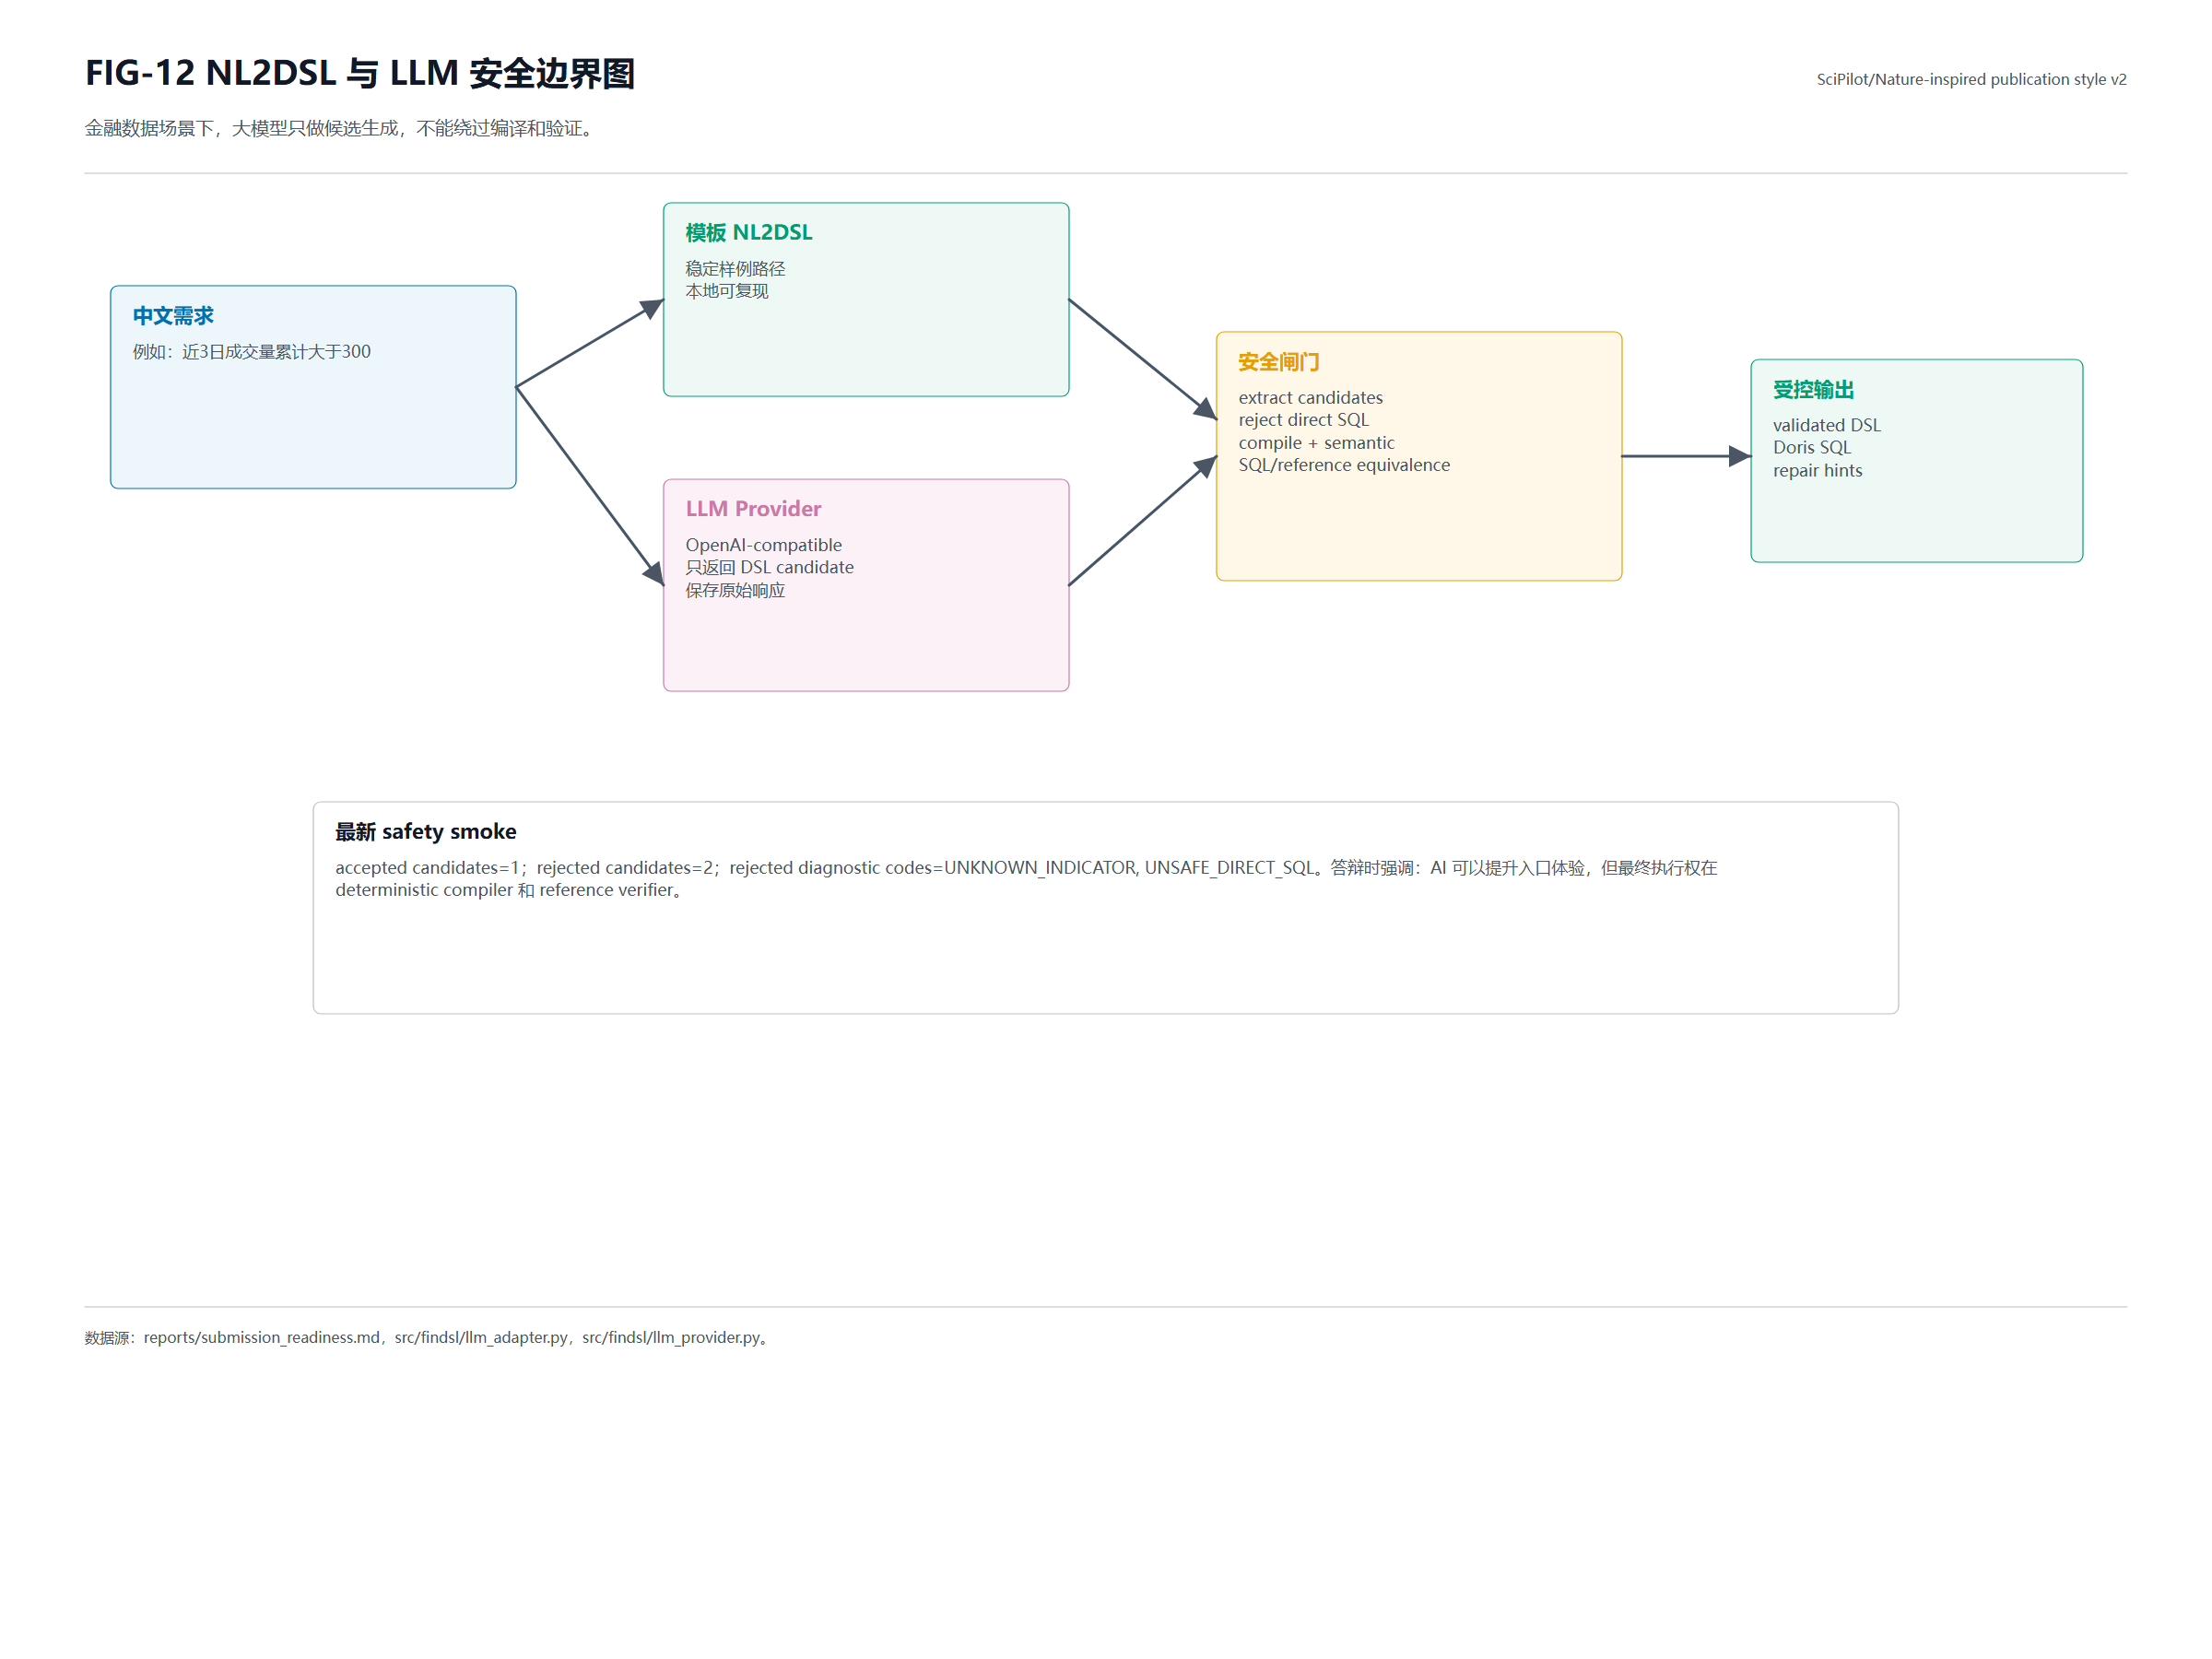 FIG-12 NL2DSL 与 LLM 安全边界图
SciPilot/Nature-inspired publication style v2
金融数据场景下，大模型只做候选生成，不能绕过编译和验证。
中文需求
例如：近3日成交量累计大于300
模板 NL2DSL
稳定样例路径
本地可复现
LLM Provider
OpenAI-compatible
只返回 DSL candidate
保存原始响应
安全闸门
extract candidates
reject direct SQL
compile + semantic
SQL/reference equivalence
受控输出
validated DSL
Doris SQL
repair hints
最新 safety smoke
accepted candidates=1；rejected candidates=2；rejected diagnostic codes=UNKNOWN_INDICATOR, UNSAFE_DIRECT_SQL。答辩时强调：AI 可以提升入口体验，但最终执行权在
deterministic compiler 和 reference verifier。
数据源：reports/submission_readiness.md，src/findsl/llm_adapter.py，src/findsl/llm_provider.py。